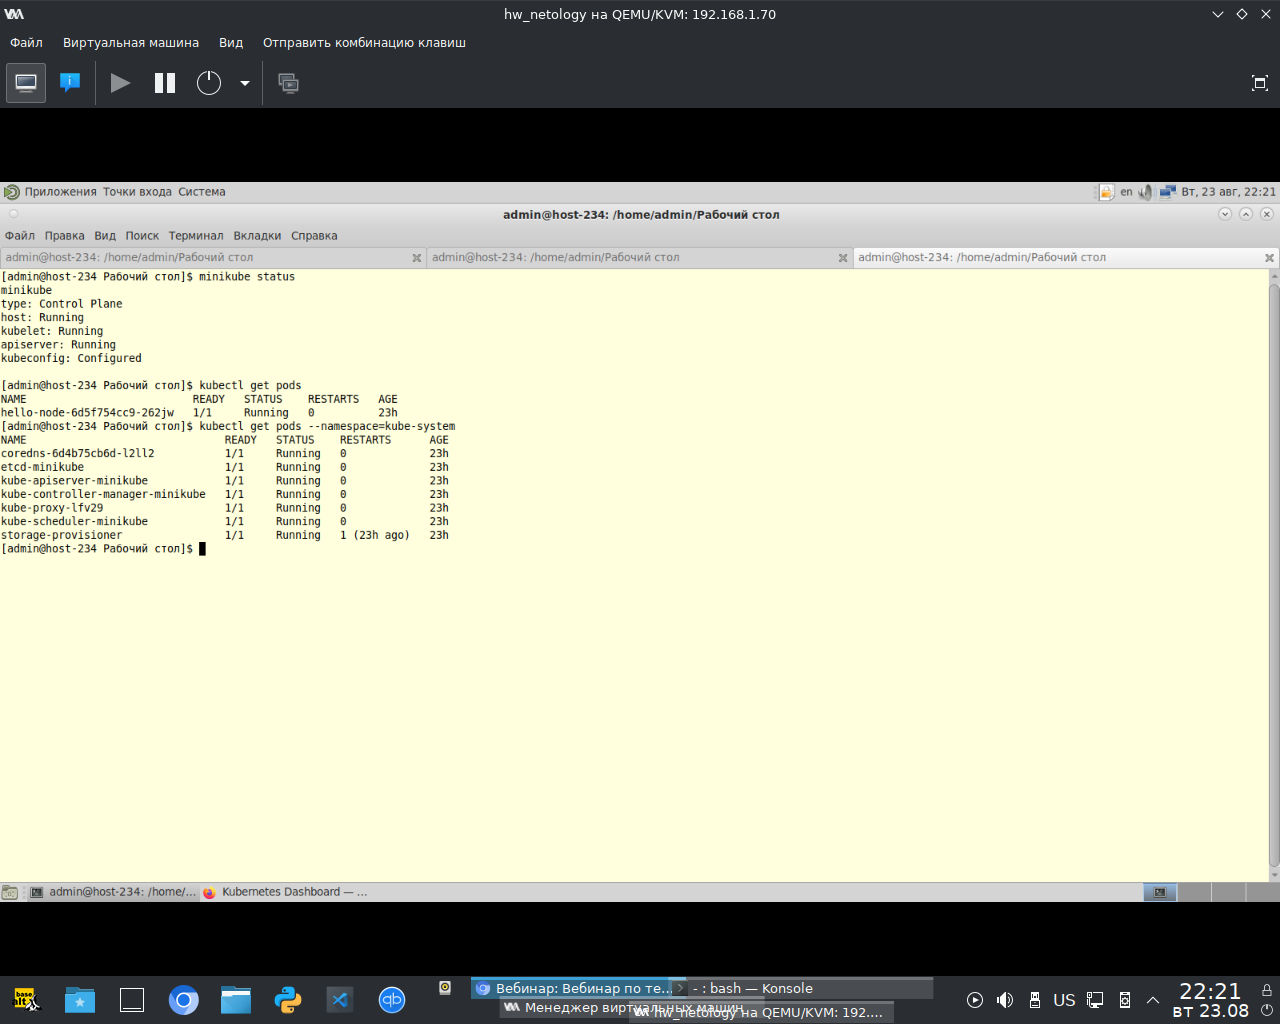 hw_netology на QEMU/KVM: 192.168.1.70
Файл Виртуальная машина Вид Отправить комбинацию клавиш
Приложения Точки входа Система en Вт, 23 авг, 22:21
admin@host-234: /home/admin/Рабочий стол
Файл Правка Вид Поиск Терминал Вкладки Справка
admin@host-234: /home/admin/Рабочий стол admin@host-234: /home/admin/Рабочий стол admin@host-234: /home/admin/Рабочий стол
[admin@host-234 Рабочий стол]$ minikube status
minikube
type: Control Plane
host: Running
kubelet: Running
apiserver: Running
kubeconfig: Configured
[admin@host-234 Рабочий стол]$ kubectl get pods
NAME READY STATUS RESTARTS AGE
hello-node-6d5f754cc9-262jw 1/1 Running 0 23h
[admin@host-234 Рабочий стол]$ kubectl get pods --namespace=kube-system
NAME READY STATUS RESTARTS AGE
coredns-6d4b75cb6d-l2ll2 1/1 Running 0 23h
etcd-minikube 1/1 Running 0 23h
kube-apiserver-minikube 1/1 Running 0 23h
kube-controller-manager-minikube 1/1 Running 0 23h
kube-proxy-lfv29 1/1 Running 0 23h
kube-scheduler-minikube 1/1 Running 0 23h
storage-provisioner 1/1 Running 1 (23h ago) 23h
[admin@host-234 Рабочий стол]$
admin@host-234: /home/... Kubernetes Dashboard — ...
base alt qb Вебинар: Вебинар по те... - : bash — Konsole US 22:21
Менеджер виртуальных машин hw_netology на QEMU/KVM: 192.... вт 23.08